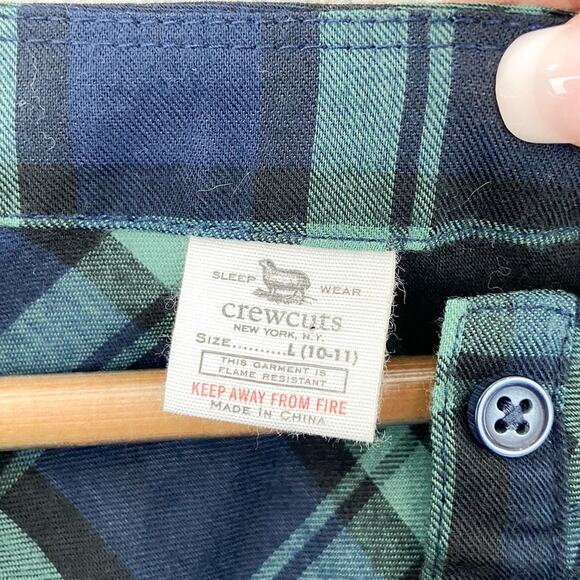 SLEEP WEAR
crewcuts
NEW YORK, N.Y.
SIZE..........L (10-11)
THIS GARMENT IS
FLAME RESISTANT
KEEP AWAY FROM FIRE
MADE IN CHINA